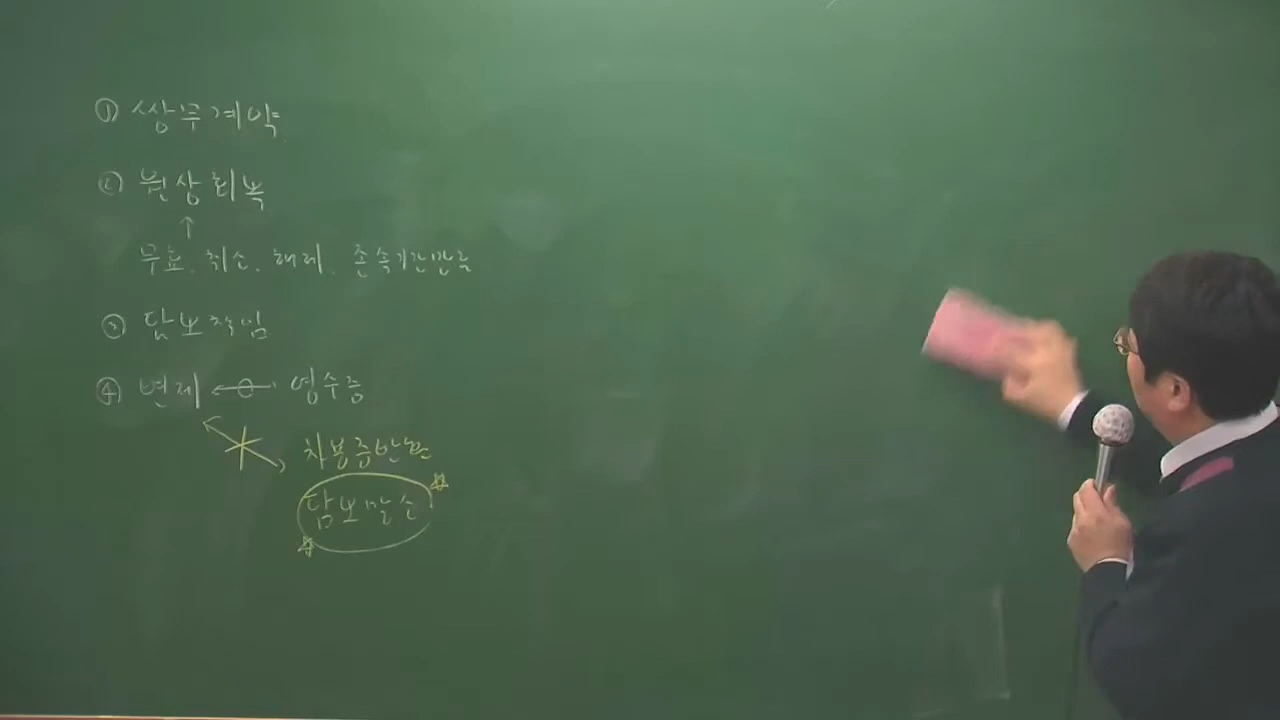 ① 쌍무계약
② 원상회복
↑
무효. 취소. 해제. 존속기간만료
③ 담보책임
④ 변제 ←○→ 영수증
차용증반환
담보말소